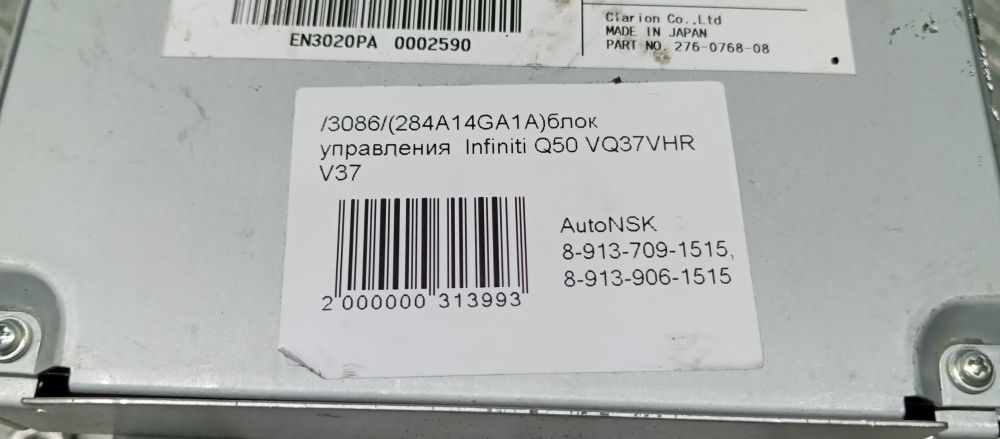 EN3020PA 0002590
Clarion Co.,Ltd
MADE IN JAPAN
PART NO. 276-0768-08
/3086/(284A14GA1A)блок
управления Infiniti Q50 VQ37VHR
V37
2 000000 313993
AutoNSK
8-913-709-1515,
8-913-906-1515